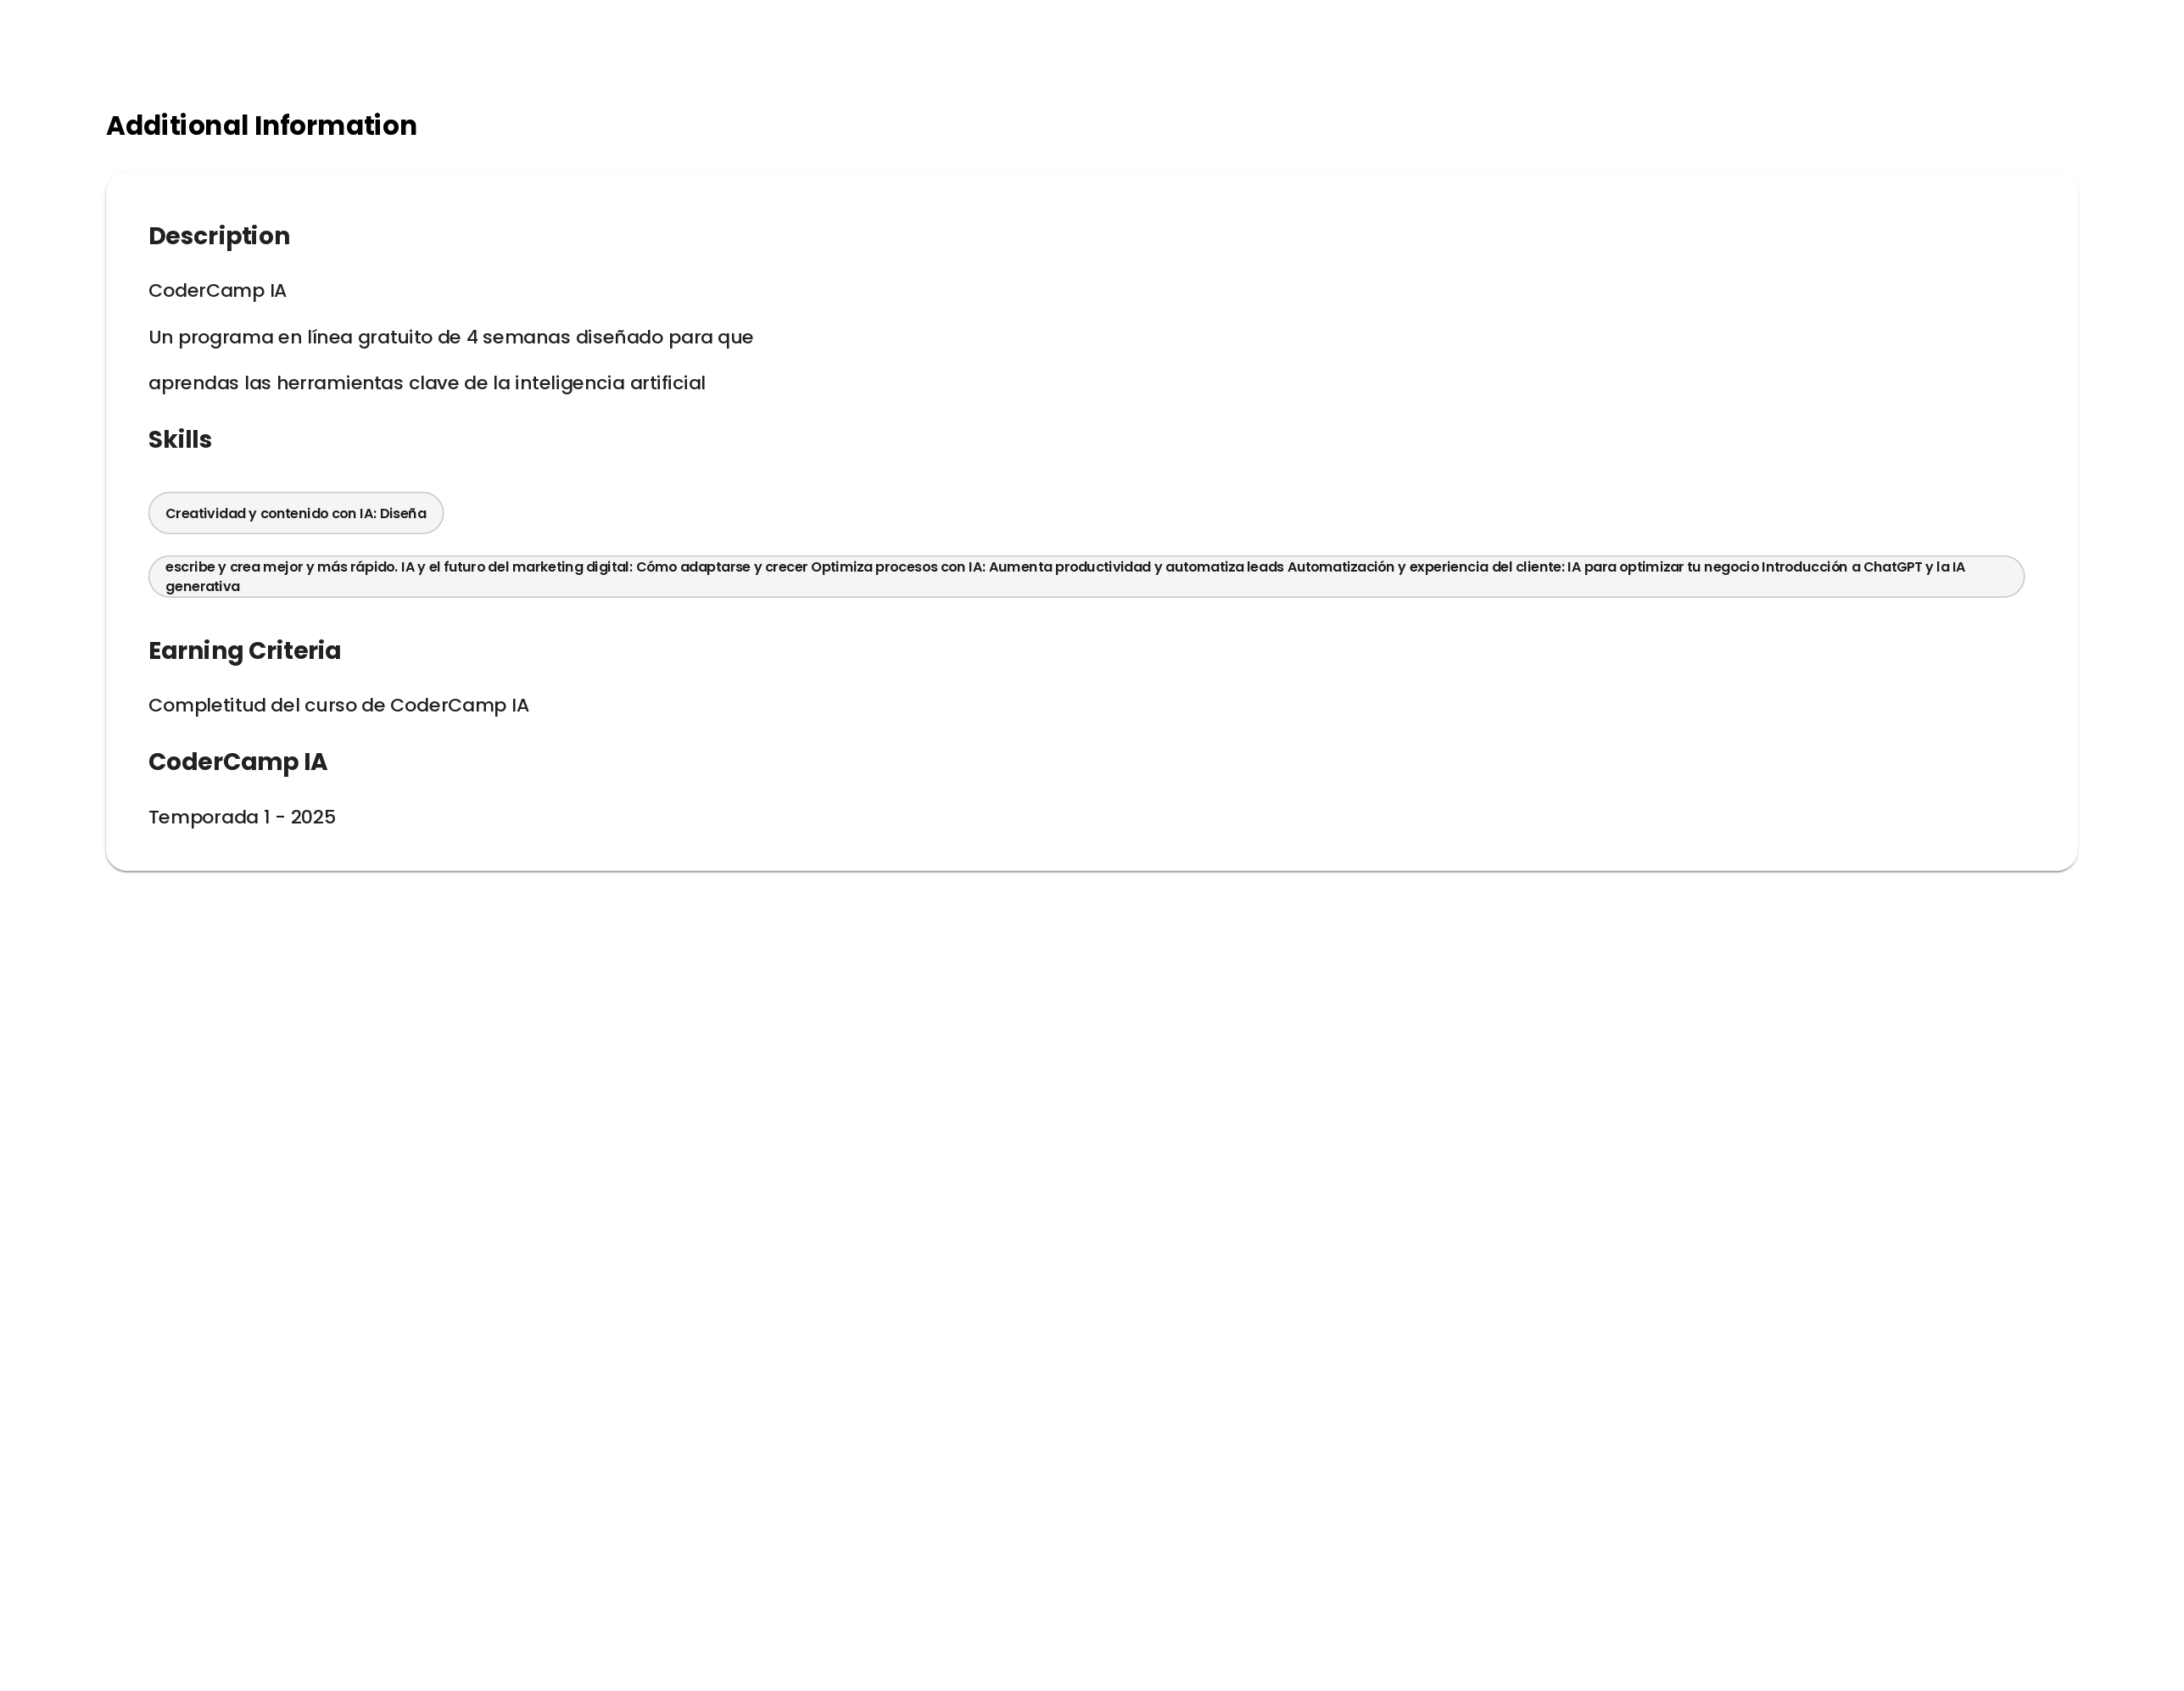 Additional Information
Description
CoderCamp IA
Un programa en línea gratuito de 4 semanas diseñado para que
aprendas las herramientas clave de la inteligencia artificial
Skills
Creatividad y contenido con IA: Diseña
escribe y crea mejor y más rápido. IA y el futuro del marketing digital: Cómo adaptarse y crecer Optimiza procesos con IA: Aumenta productividad y automatiza leads Automatización y experiencia del cliente: IA para optimizar tu negocio Introducción a ChatGPT y la IA
generativa
Earning Criteria
Completitud del curso de CoderCamp IA
CoderCamp IA
Temporada 1 - 2025